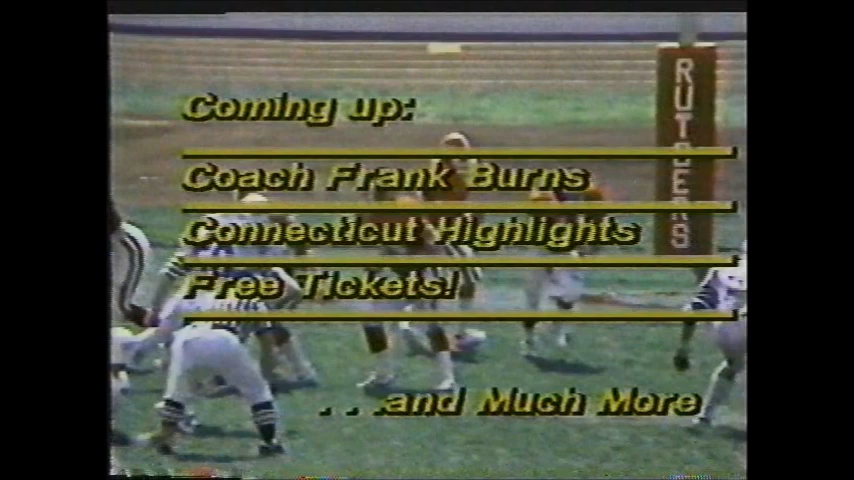 Coming up:
Coach Frank Burns
Connecticut Highlights
Free Tickets!
. . .and Much More
RUTGERS